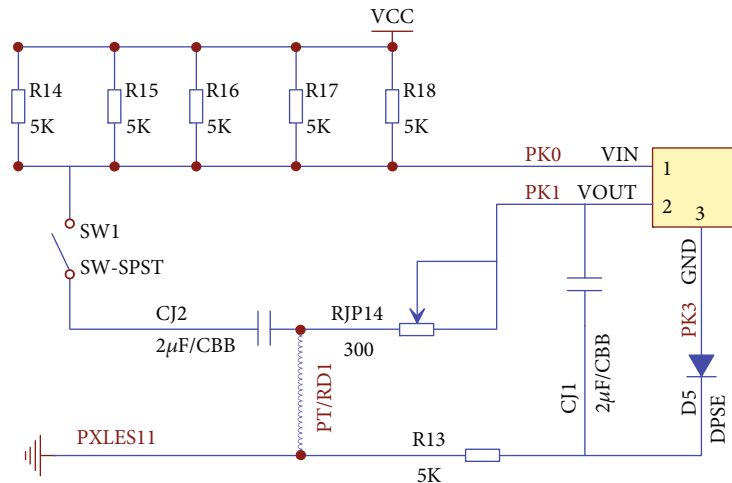 VCC
R14
5K
R15
5K
R16
5K
R17
5K
R18
5K
PK0
VIN
1
PK1
VOUT
2
3
SW1
SW-SPST
GND
PK3
CJ2
2μF/CBB
RJP14
300
PT/RD1
CJ1
2μF/CBB
D5
DPSE
PXLES11
R13
5K